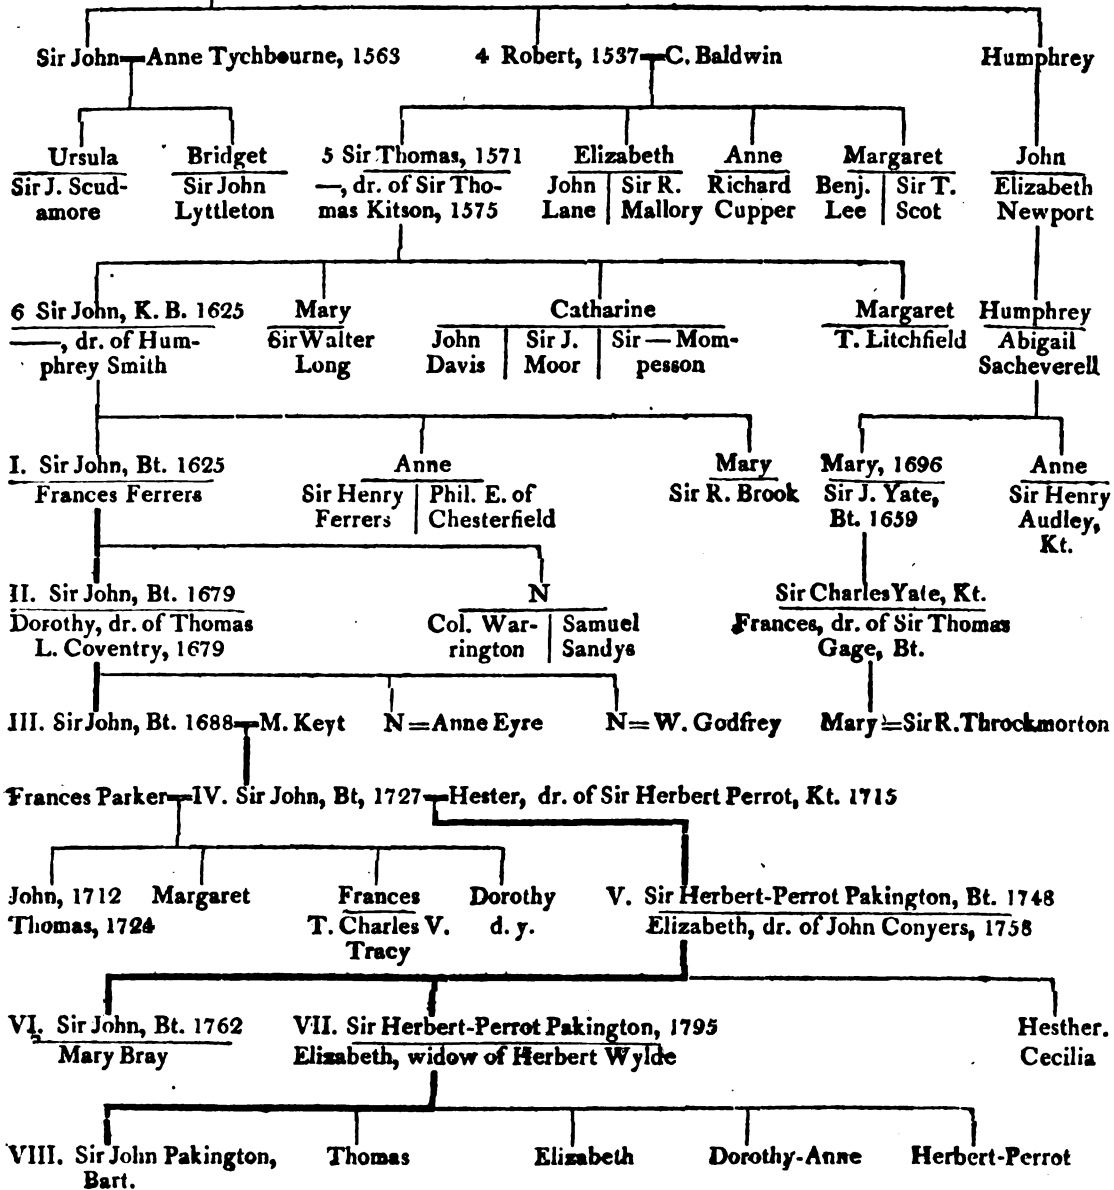 Sir John Anne Tychbourne, 1563 4 Robert, 1537 C. Baldwin Humphrey
Ursula Bridget 5 Sir Thomas, 1571 Elizabeth Anne Margaret John
Sir J. Scud- Sir John —, dr. of Sir Tho- John Sir R. Richard Benj. Sir T. Elizabeth
amore Lyttleton mas Kitson, 1575 Lane Mallory Cupper Lee Scot Newport
6 Sir John, K. B. 1625 Mary Catharine Margaret Humphrey
——, dr. of Hum- Sir Walter John Sir J. Sir — Mom- T. Litchfield Abigail
phrey Smith Long Davis Moor pesson Sacheverell
I. Sir John, Bt. 1625 Anne Mary Mary, 1696 Anne
Frances Ferrers Sir Henry Phil. E. of Sir R. Brook Sir J. Yate, Sir Henry
Ferrers Chesterfield Bt. 1659 Audley,
Kt.
II. Sir John, Bt. 1679 N Sir Charles Yate, Kt.
Dorothy, dr. of Thomas Col. War- Samuel Frances, dr. of Sir Thomas
L. Coventry, 1679 rington Sandys Gage, Bt.
III. Sir John, Bt. 1688 M. Keyt N = Anne Eyre N = W. Godfrey Mary = Sir R. Throckmorton
Frances Parker IV. Sir John, Bt, 1727 Hester, dr. of Sir Herbert Perrot, Kt. 1715
John, 1712 Margaret Frances Dorothy V. Sir Herbert-Perrot Pakington, Bt. 1748
Thomas, 1724 T. Charles V. d. y. Elizabeth, dr. of John Conyers, 1758
Tracy
VI. Sir John, Bt. 1762 VII. Sir Herbert-Perrot Pakington, 1795 Hesther.
Mary Bray Elizabeth, widow of Herbert Wylde Cecilia
VIII. Sir John Pakington, Thomas Elizabeth Dorothy-Anne Herbert-Perrot
Bart.